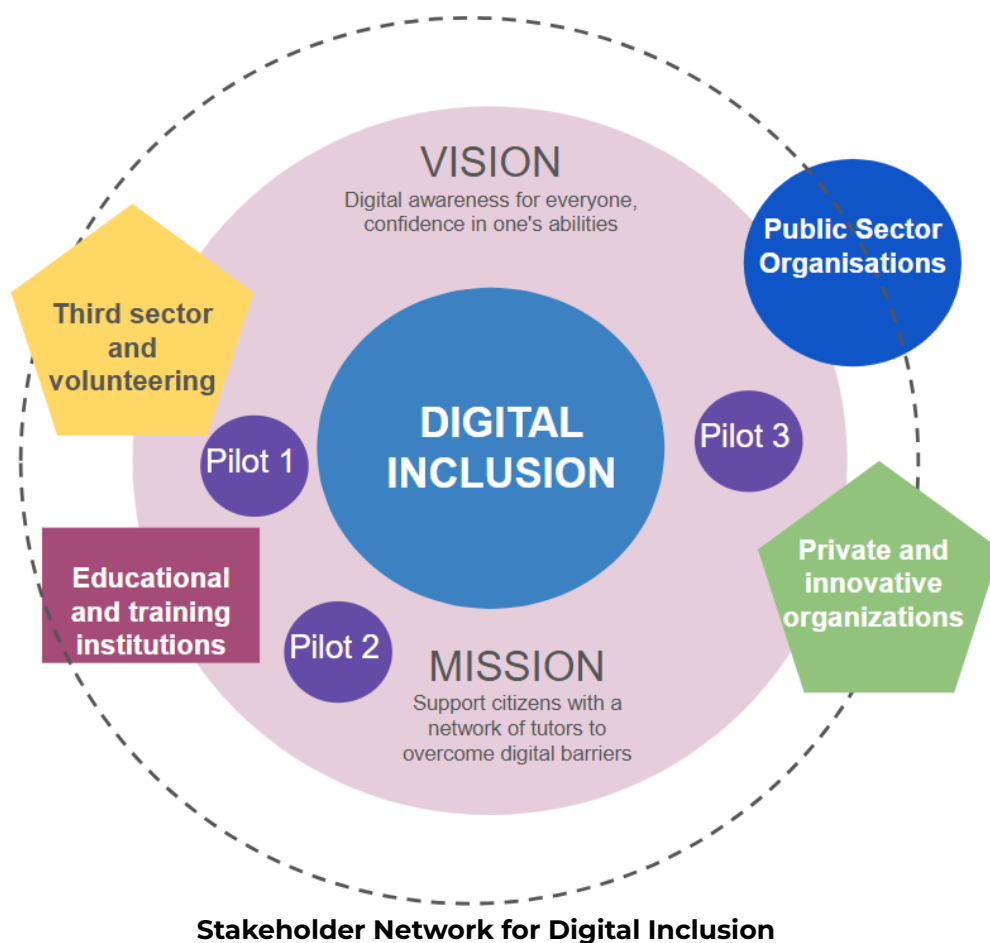 VISION
Digital awareness for everyone,
confidence in one's abilities
Public Sector
Organisations
Third sector
and
volunteering
DIGITAL
INCLUSION
Pilot 1
Pilot 3
Educational
and training
institutions
Private and
innovative
organizations
Pilot 2
MISSION
Support citizens with a
network of tutors to
overcome digital barriers
Stakeholder Network for Digital Inclusion